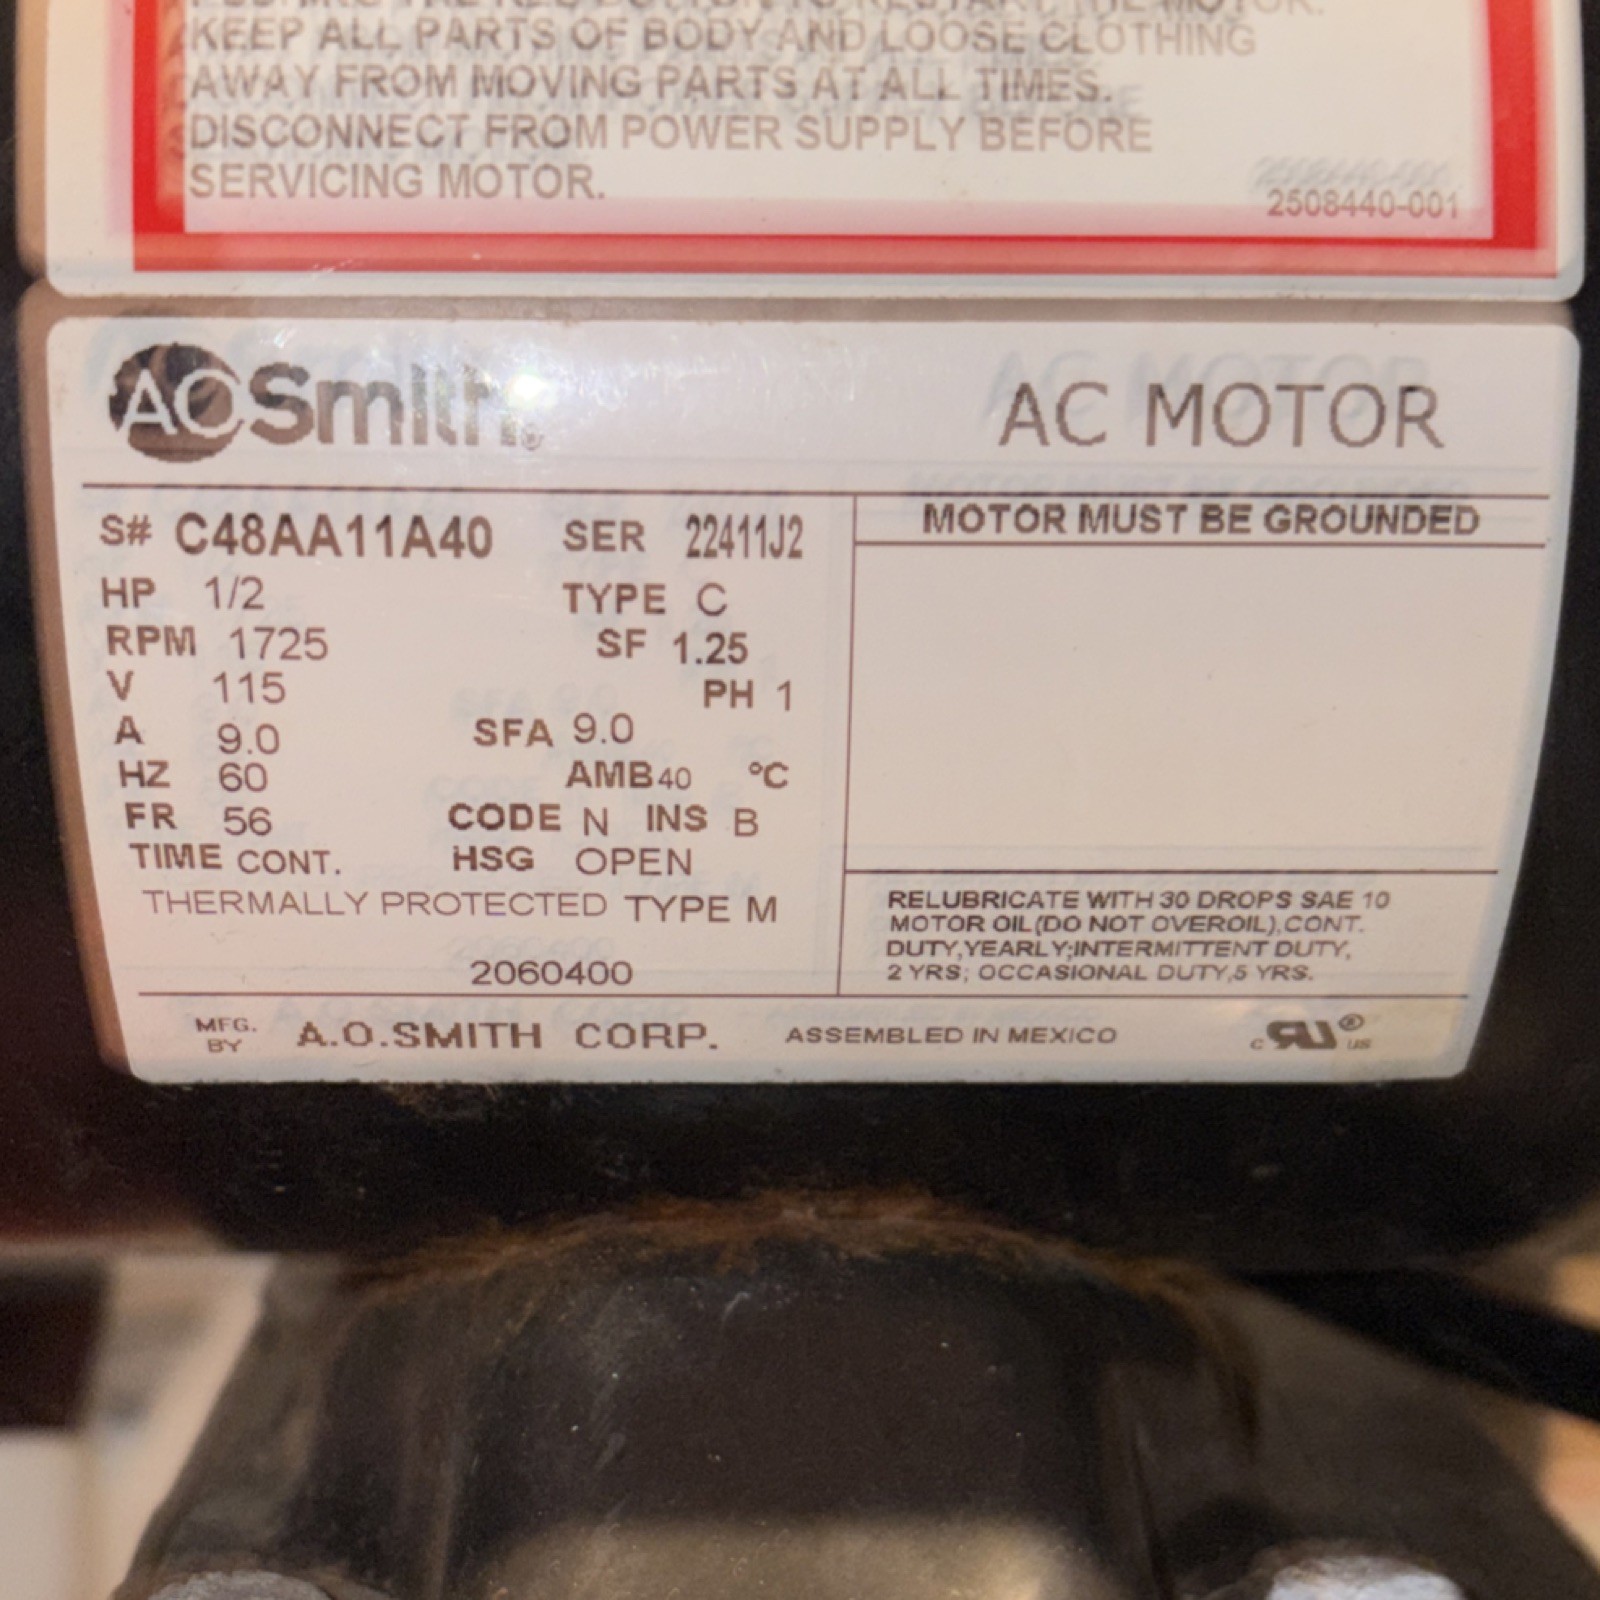 RESTART THE MOTOR.
KEEP ALL PARTS OF BODY AND LOOSE CLOTHING
AWAY FROM MOVING PARTS AT ALL TIMES.
DISCONNECT FROM POWER SUPPLY BEFORE
SERVICING MOTOR.
2508440-001
AOSmith®
AC MOTOR
S# C48AA11A40 SER 22411J2
HP 1/2 TYPE C
RPM 1725 SF 1.25
V 115 PH 1
A 9.0 SFA 9.0
HZ 60 AMB 40 °C
FR 56 CODE N INS B
TIME CONT. HSG OPEN
THERMALLY PROTECTED TYPE M
2060400
MOTOR MUST BE GROUNDED
RELUBRICATE WITH 30 DROPS SAE 10
MOTOR OIL(DO NOT OVEROIL),CONT.
DUTY,YEARLY;INTERMITTENT DUTY,
2 YRS; OCCASIONAL DUTY,5 YRS.
MFG. BY A.O.SMITH CORP. ASSEMBLED IN MEXICO c RU® US